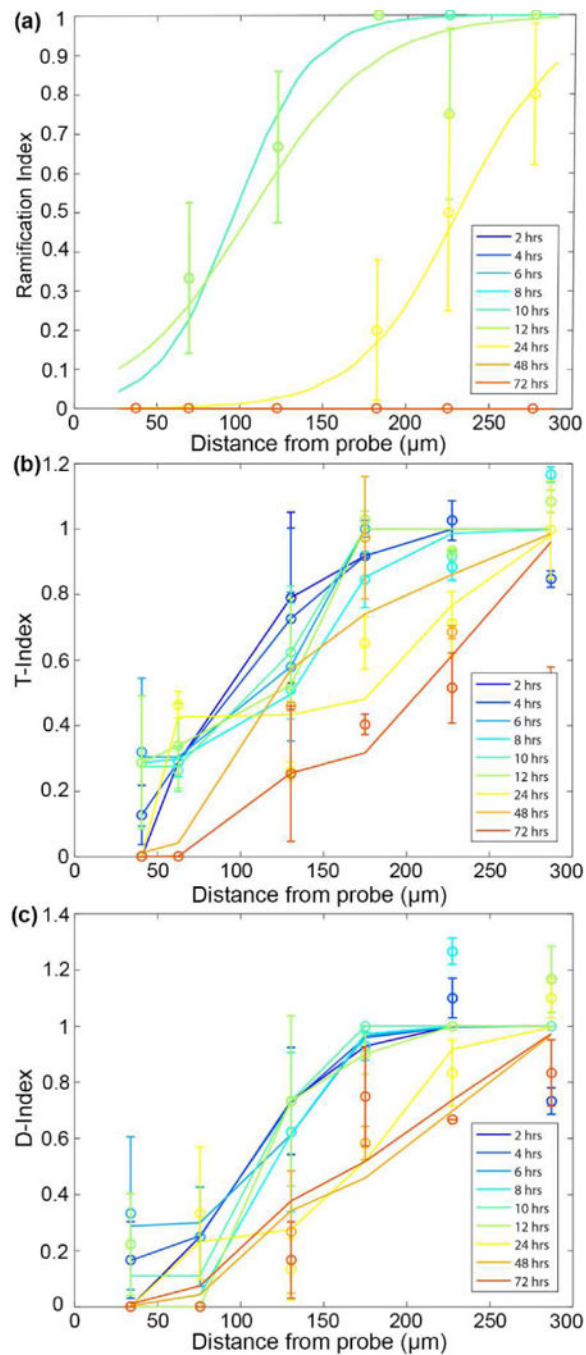 (a)
Ramification Index
1
0.9
0.8
0.7
0.6
0.5
0.4
0.3
0.2
0.1
0
0 50 100 150 200 250 300
Distance from probe (µm)
2 hrs
4 hrs
6 hrs
8 hrs
10 hrs
12 hrs
24 hrs
48 hrs
72 hrs
(b)
T-Index
1.2
1
0.8
0.6
0.4
0.2
0
0 50 100 150 200 250 300
Distance from probe (µm)
2 hrs
4 hrs
6 hrs
8 hrs
10 hrs
12 hrs
24 hrs
48 hrs
72 hrs
(c)
D-Index
1.4
1.2
1
0.8
0.6
0.4
0.2
0
0 50 100 150 200 250 300
Distance from probe (µm)
2 hrs
4 hrs
6 hrs
8 hrs
10 hrs
12 hrs
24 hrs
48 hrs
72 hrs